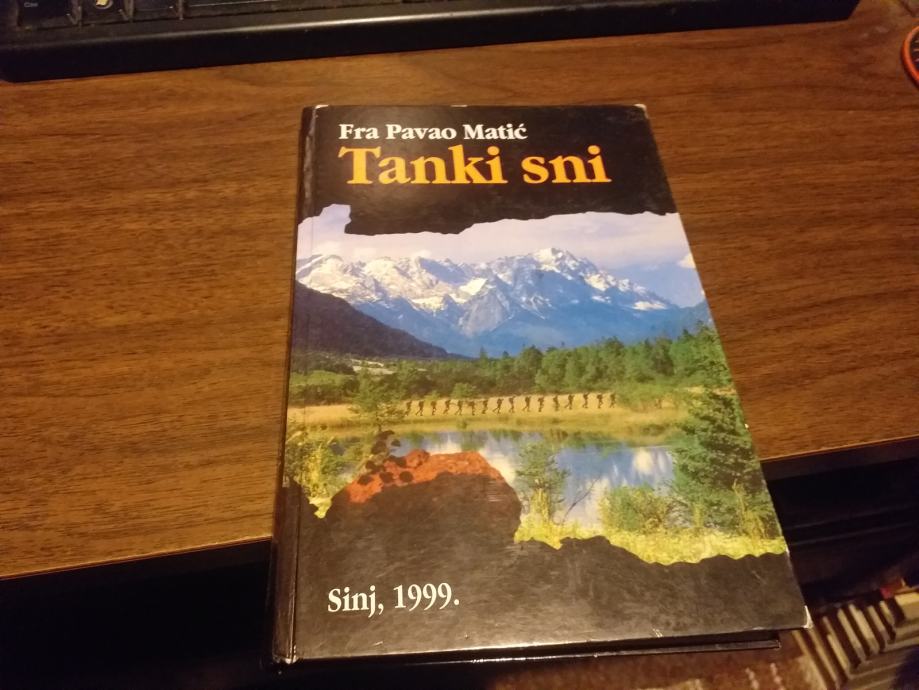 Fra Pavao Matić
Tanki sni
Sinj, 1999.